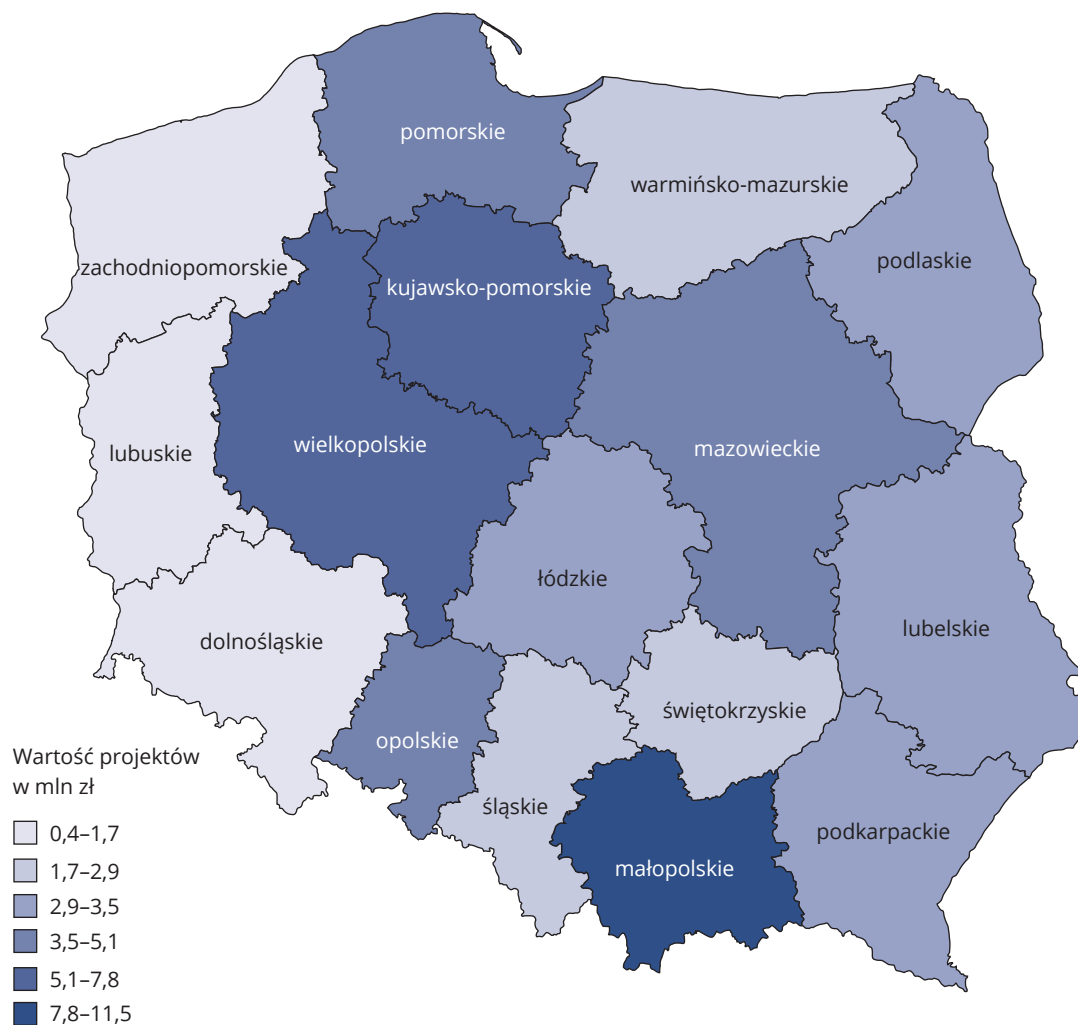 pomorskie
warmińsko-mazurskie
podlaskie
zachodniopomorskie
kujawsko-pomorskie
wielkopolskie
mazowieckie
lubuskie
łódzkie
lubelskie
dolnośląskie
świętokrzyskie
opolskie
śląskie
podkarpackie
małopolskie
Wartość projektów
w mln zł
0,4–1,7
1,7–2,9
2,9–3,5
3,5–5,1
5,1–7,8
7,8–11,5